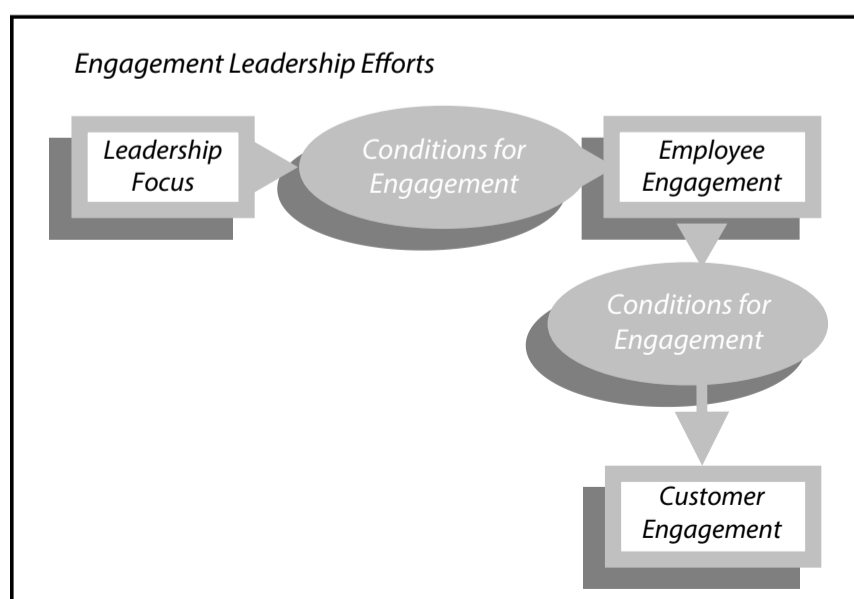 Engagement Leadership Efforts
Leadership
Focus
Conditions for
Engagement
Employee
Engagement
Conditions for
Engagement
Customer
Engagement